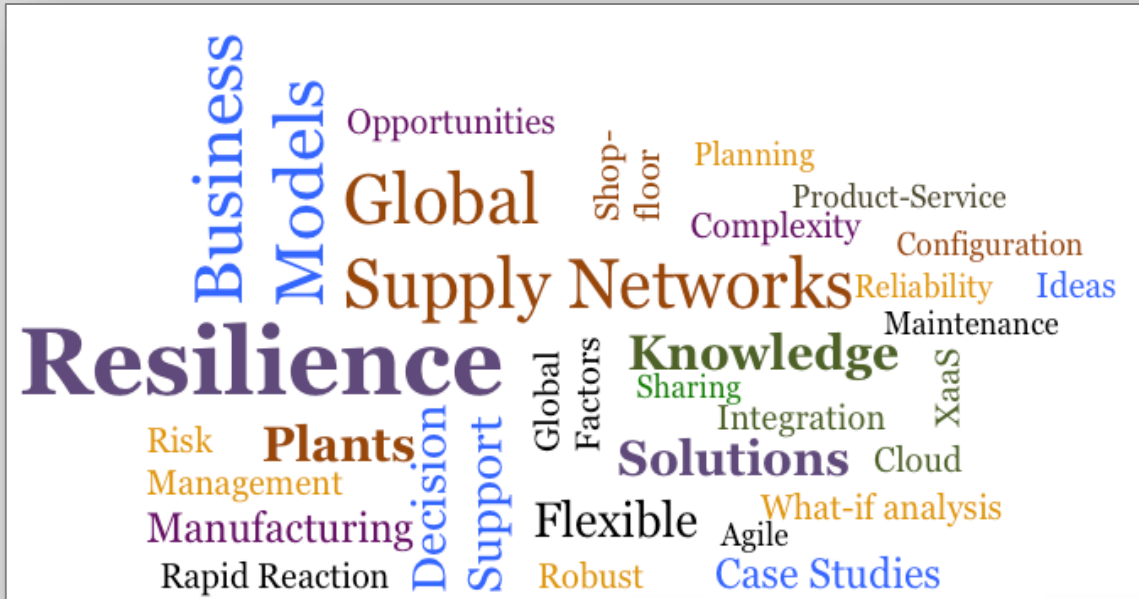 Business
Models
Opportunities
Global
Shop-
floor
Planning
Product-Service
Complexity
Configuration
Supply Networks
Reliability
Ideas
Maintenance
Resilience
Global
Factors
Knowledge
Sharing
XaaS
Integration
Risk
Management
Plants
Decision
Support
Solutions
Cloud
Manufacturing
Flexible
What-if analysis
Agile
Rapid Reaction
Robust
Case Studies